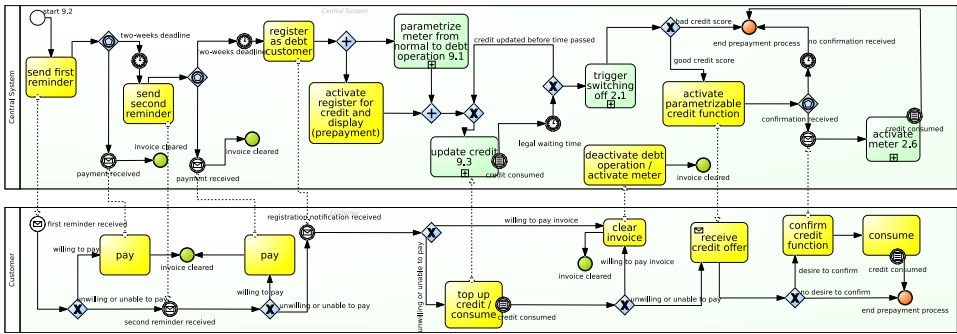 Central System
Central System
start 9.2
send first
reminder
two-weeks deadline
send
second
reminder
payment received
invoice cleared
two-weeks deadline
payment received
invoice cleared
register
as debt
customer
activate
register for
credit and
display
(prepayment)
parametrize
meter from
normal to debt
operation 9.1
credit updated before time passed
update credit
9.3
credit consumed
legal waiting time
trigger
switching
off 2.1
deactivate debt
operation /
activate meter
invoice cleared
bad credit score
good credit score
end prepayment process
activate
parametrizable
credit function
no confirmation received
confirmation received
activate
meter 2.6
credit consumed
Customer
first reminder received
willing to pay
pay
invoice cleared
unwilling or unable to pay
second reminder received
pay
willing to pay
unwilling or unable to pay
registration notification received
willing to pay invoice
unwilling or unable to pay
top up
credit /
consume
credit consumed
clear
invoice
invoice cleared
willing to pay invoice
unwilling or unable to pay
receive
credit offer
confirm
credit
function
desire to confirm
no desire to confirm
consume
credit consumed
end prepayment process